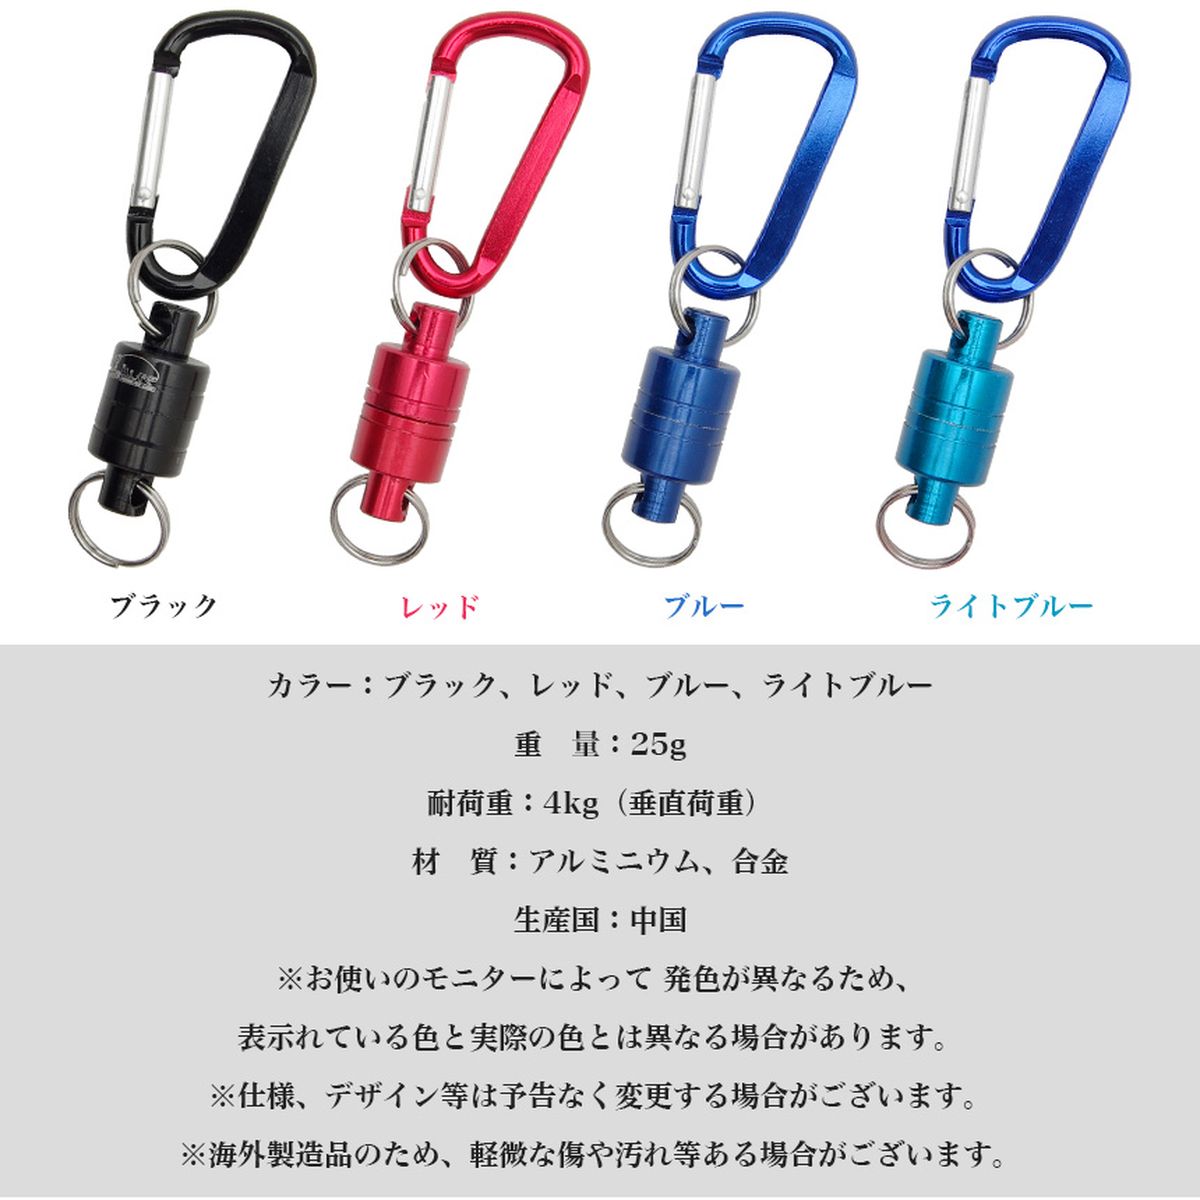 ブラック
レッド
ブルー
ライトブルー
カラー：ブラック、レッド、ブルー、ライトブルー
重　量：25g
耐荷重：4kg（垂直荷重）
材　質：アルミニウム、合金
生産国：中国
※お使いのモニターによって 発色が異なるため、
表示れている色と実際の色とは異なる場合があります。
※仕様、デザイン等は予告なく変更する場合がございます。
※海外製造品のため、軽微な傷や汚れ等ある場合がございます。